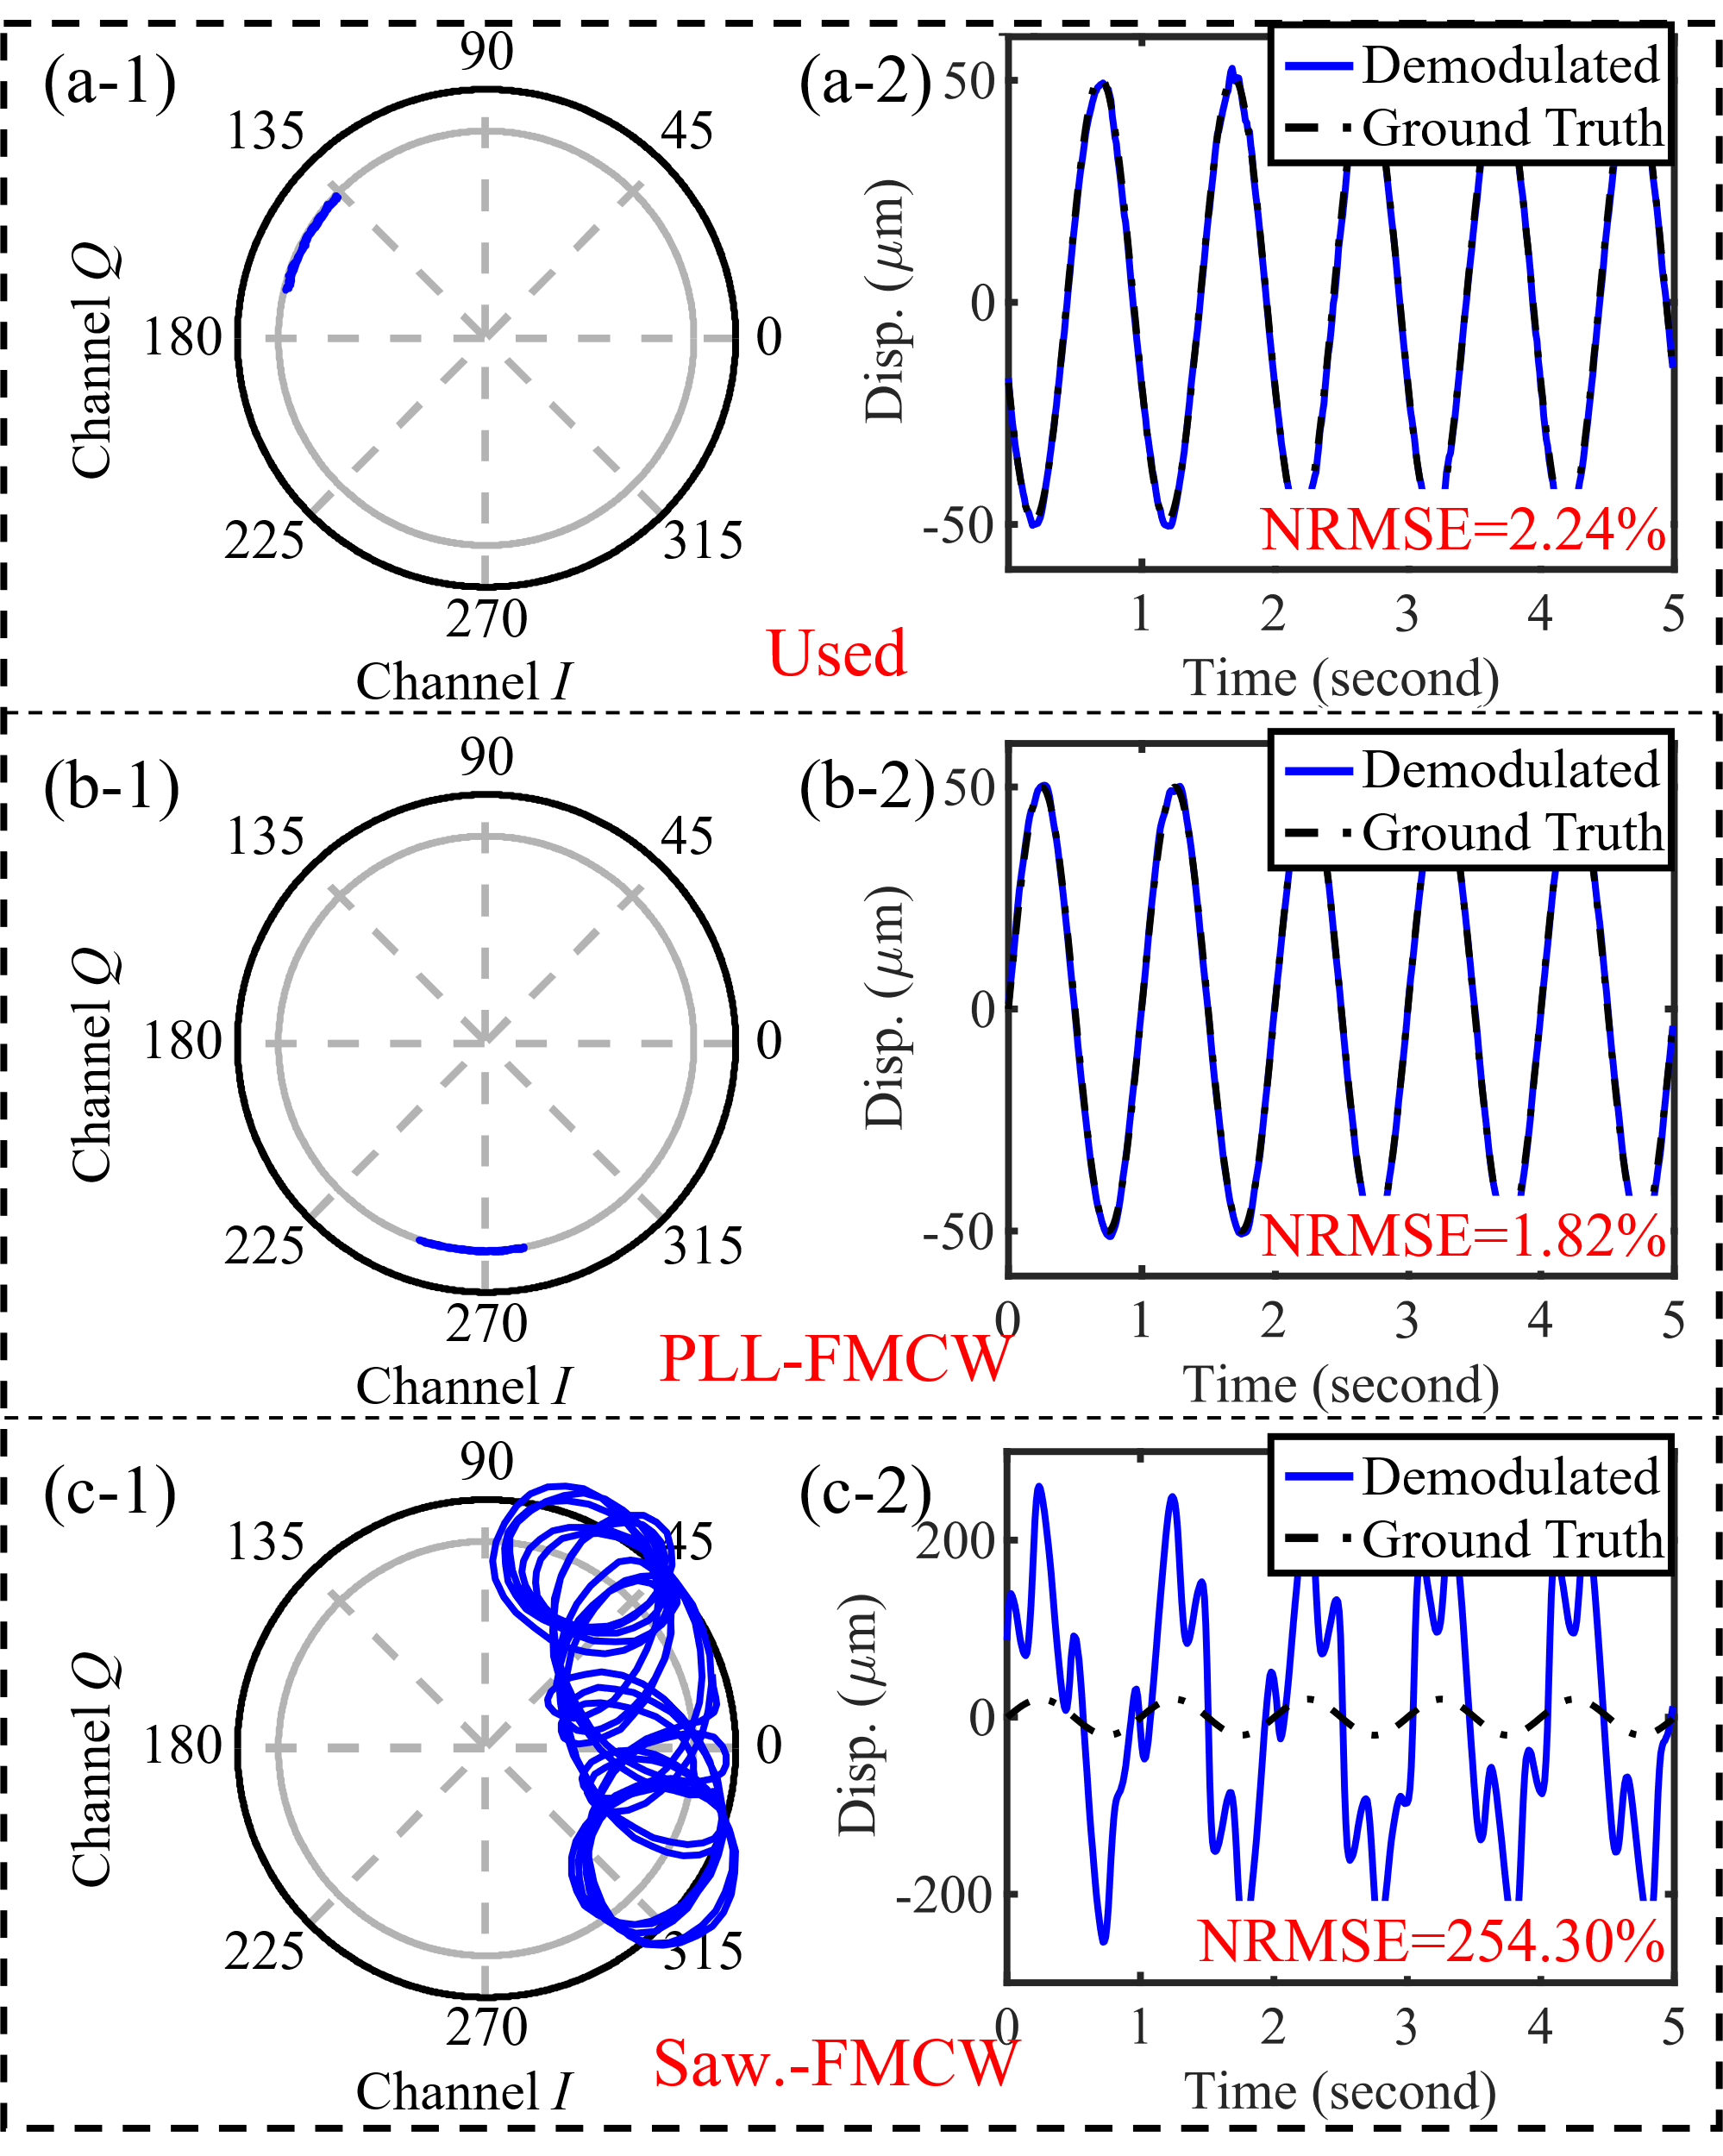 (a-1)
90
135
45
180
0
225
315
270
Channel Q
Channel I
(a-2)
Demodulated
Ground Truth
50
0
-50
Disp. (μm)
NRMSE=2.24%
1 2 3 4 5
Time (second)
Used
(b-1)
90
135
45
180
0
225
315
270
Channel Q
Channel I
(b-2)
Demodulated
Ground Truth
50
0
-50
Disp. (μm)
NRMSE=1.82%
0 1 2 3 4 5
Time (second)
PLL-FMCW
(c-1)
90
135
45
180
0
225
315
270
Channel Q
Channel I
(c-2)
Demodulated
Ground Truth
200
0
-200
Disp. (μm)
NRMSE=254.30%
0 1 2 3 4 5
Time (second)
Saw.-FMCW